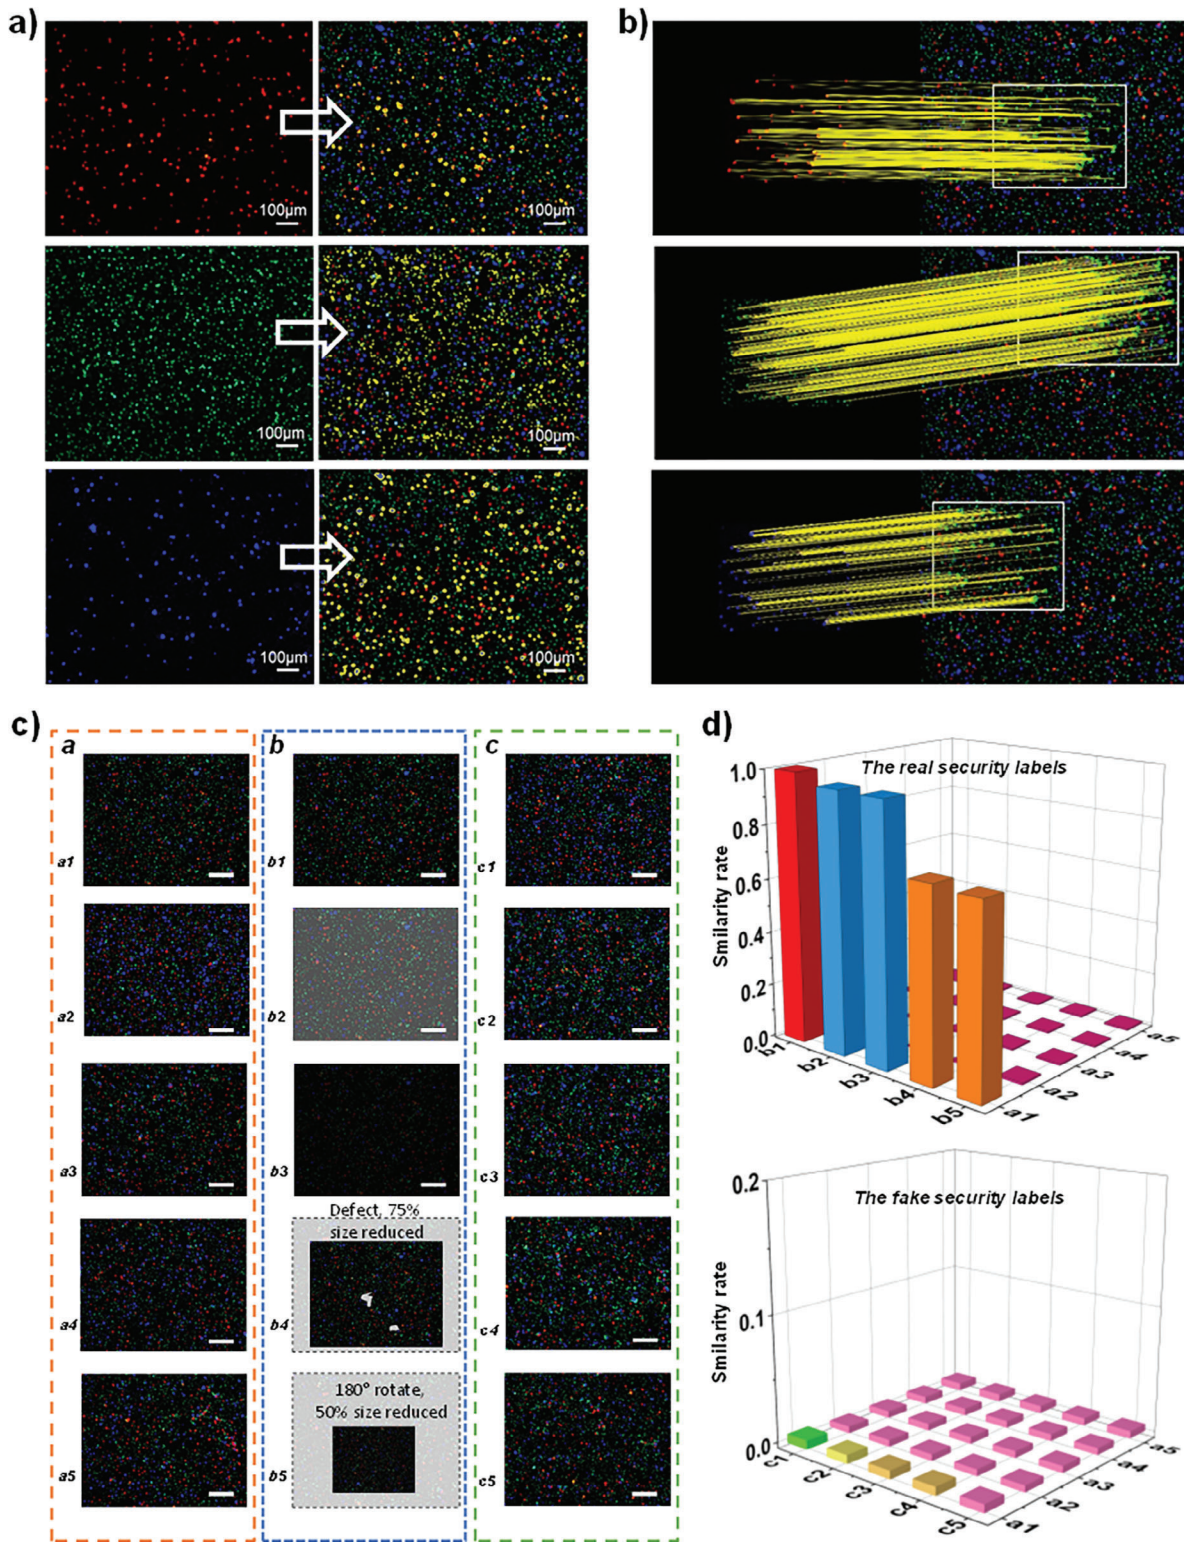 a)
100µm
100µm
100µm
100µm
100µm
100µm
b)
c)
a
a1
a2
a3
a4
a5
b
b1
b2
b3
Defect, 75%
size reduced
b4
180° rotate,
50% size reduced
b5
c
c1
c2
c3
c4
c5
d)
The real security labels
Smilarity rate
1.0
0.8
0.6
0.4
0.2
0.0
b1
b2
b3
b4
b5
a1
a2
a3
a4
a5
The fake security labels
Smilarity rate
0.2
0.1
0.0
c1
c2
c3
c4
c5
a1
a2
a3
a4
a5